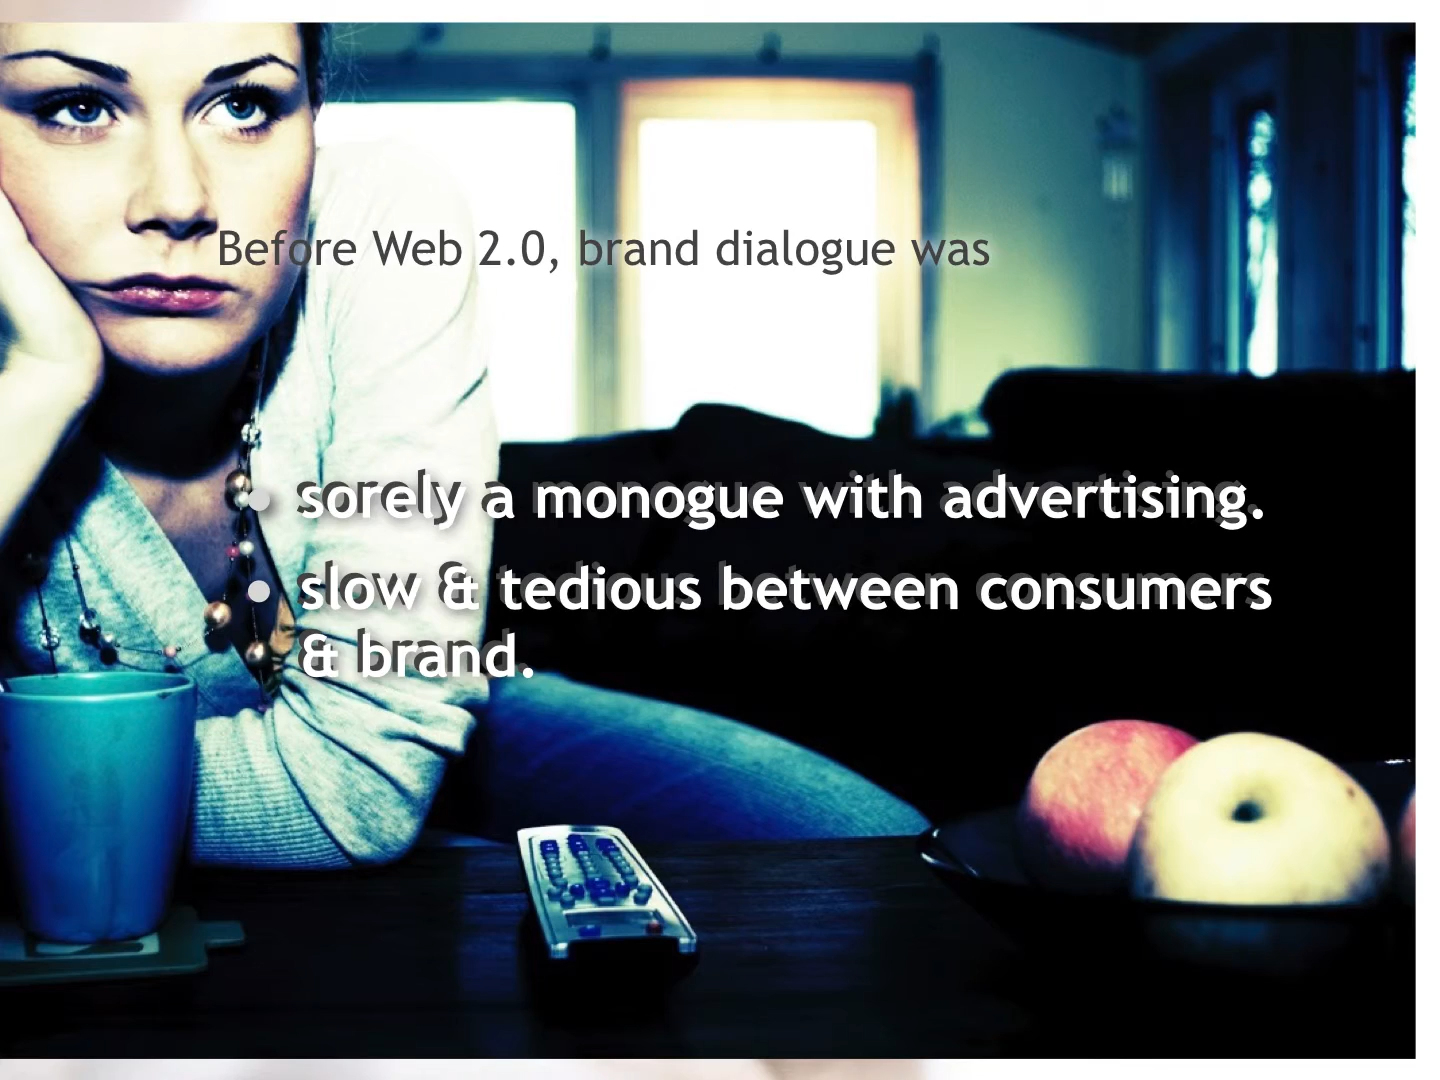 Before Web 2.0, brand dialogue was
• sorely a monogue with advertising.
• slow & tedious between consumers
& brand.